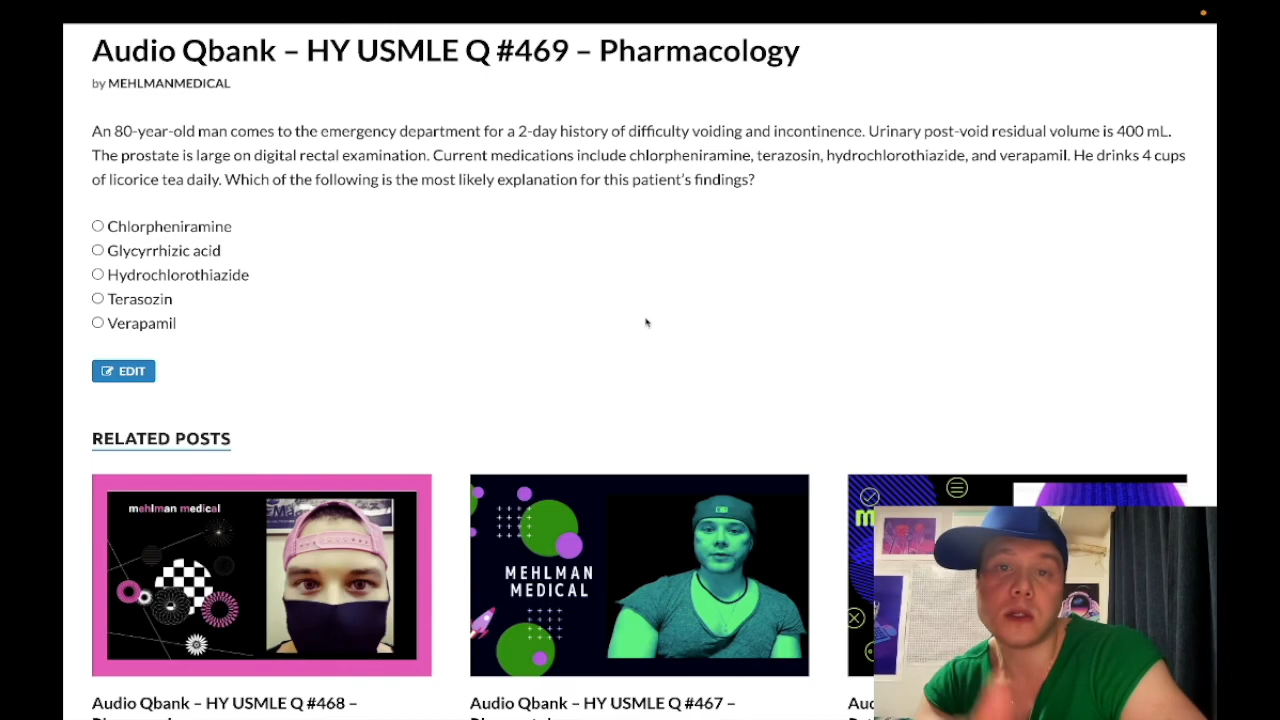 Audio Qbank – HY USMLE Q #469 – Pharmacology
by MEHLMANMEDICAL
An 80-year-old man comes to the emergency department for a 2-day history of difficulty voiding and incontinence. Urinary post-void residual volume is 400 mL.
The prostate is large on digital rectal examination. Current medications include chlorpheniramine, terazosin, hydrochlorothiazide, and verapamil. He drinks 4 cups
of licorice tea daily. Which of the following is the most likely explanation for this patient's findings?
Chlorpheniramine
Glycyrrhizic acid
Hydrochlorothiazide
Terasozin
Verapamil
EDIT
RELATED POSTS
mehlman medical
MEHLMAN
MEDICAL
Audio Qbank – HY USMLE Q #468 –
Audio Qbank – HY USMLE Q #467 –